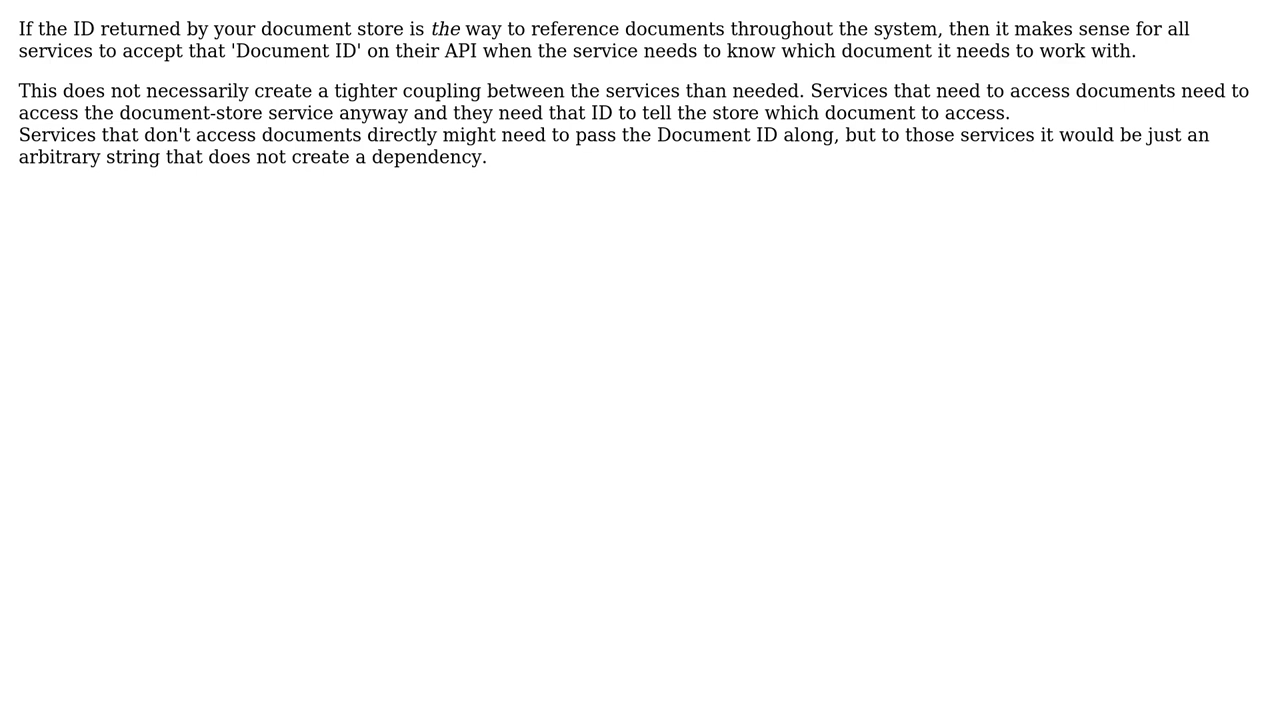 If the ID returned by your document store is the way to reference documents throughout the system, then it makes sense for all
services to accept that 'Document ID' on their API when the service needs to know which document it needs to work with.
This does not necessarily create a tighter coupling between the services than needed. Services that need to access documents need to
access the document-store service anyway and they need that ID to tell the store which document to access.
Services that don't access documents directly might need to pass the Document ID along, but to those services it would be just an
arbitrary string that does not create a dependency.